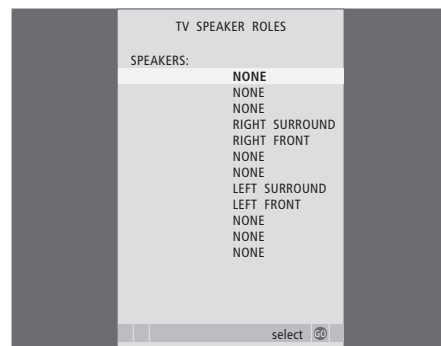 TV SPEAKER ROLES
SPEAKERS:
NONE
NONE
NONE
RIGHT SURROUND
RIGHT FRONT
NONE
NONE
LEFT SURROUND
LEFT FRONT
NONE
NONE
NONE
select GO